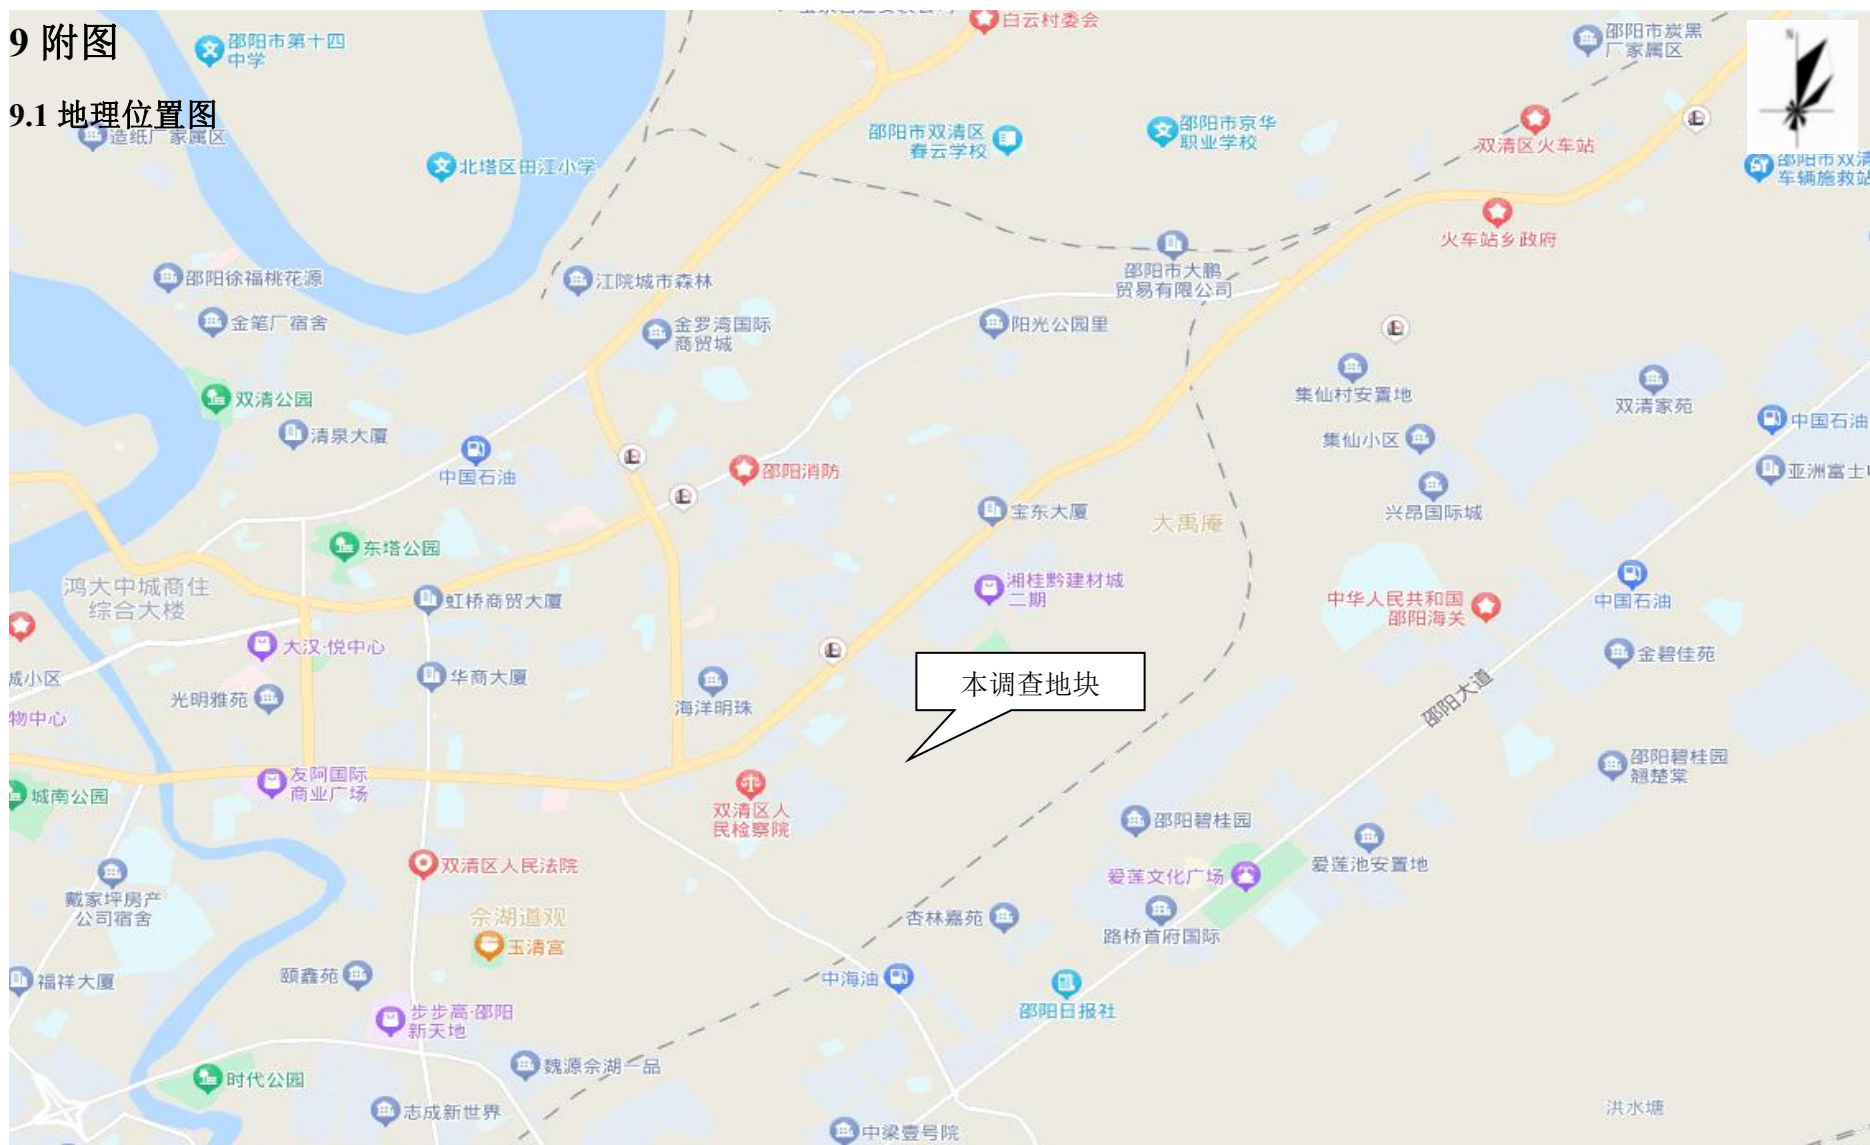 9 附图
9.1 地理位置图
白云村委会
邵阳市第十四
中学
邵阳市炭黑
厂家属区
N
造纸厂家属区
北塔区田江小学
邵阳市双清区
春云学校
邵阳市京华
职业学校
双清区火车站
邵阳市双清
车辆施救站
火车站乡政府
邵阳徐福桃花源
江院城市森林
邵阳市大鹏
贸易有限公司
金笔厂宿舍
金罗湾国际
商贸城
阳光公园里
集仙村安置地
双清家苑
双清公园
清泉大厦
中国石油
邵阳消防
集仙小区
中国石油
亚洲富士
兴昂国际城
宝东大厦
大禹庵
东塔公园
鸿大中城商住
综合大楼
虹桥商贸大厦
湘桂黔建材城
二期
中华人民共和国
邵阳海关
中国石油
大汉·悦中心
金碧佳苑
城小区
光明雅苑
华商大厦
海洋明珠
本调查地块
邵阳大道
物中心
友阿国际
商业广场
城南公园
双清区人
民检察院
邵阳碧桂园
翘楚棠
邵阳碧桂园
爱莲池安置地
双清区人民法院
爱莲文化广场
戴家坪房产
公司宿舍
佘湖道观
玉清宫
杏林嘉苑
路桥首府国际
福祥大厦
颐鑫苑
中海油
邵阳日报社
步步高·邵阳
新天地
魏源佘湖一品
时代公园
志成新世界
中梁壹号院
洪水塘